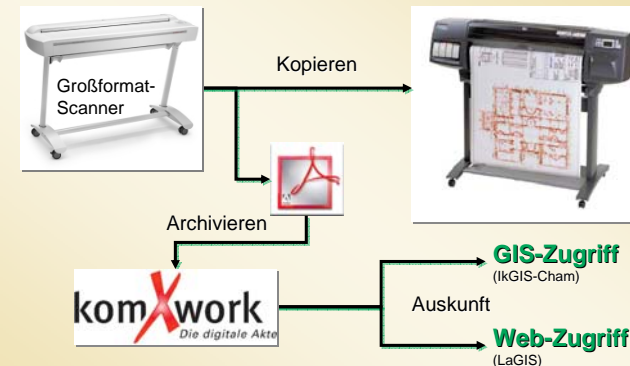 Großformat-
Scanner
Kopieren
Archivieren
komXwork
Die digitale Akte
Auskunft
GIS-Zugriff
(IkGIS-Cham)
Web-Zugriff
(LaGIS)